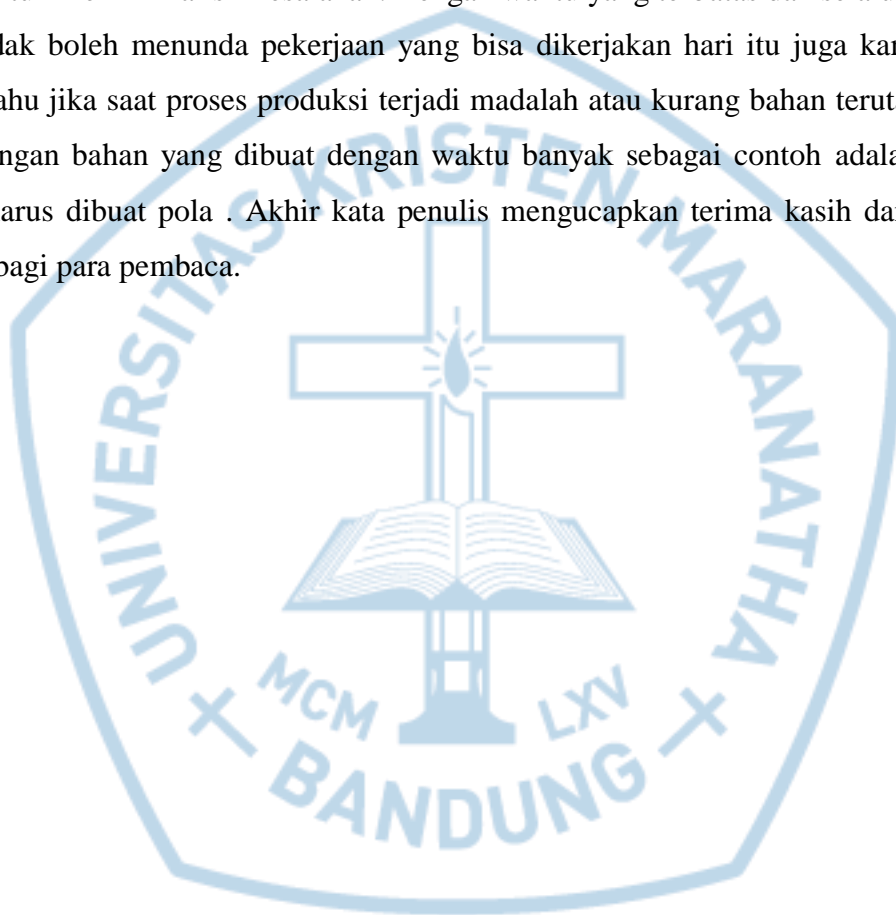 dak boleh menunda pekerjaan yang bisa dikerjakan hari itu juga kar
ahu jika saat proses produksi terjadi madalah atau kurang bahan terut
ngan bahan yang dibuat dengan waktu banyak sebagai contoh adala
arus dibuat pola . Akhir kata penulis mengucapkan terima kasih dar
bagi para pembaca.
UNIVERSITAS KRISTEN MARANATHA
MCM LXV
BANDUNG